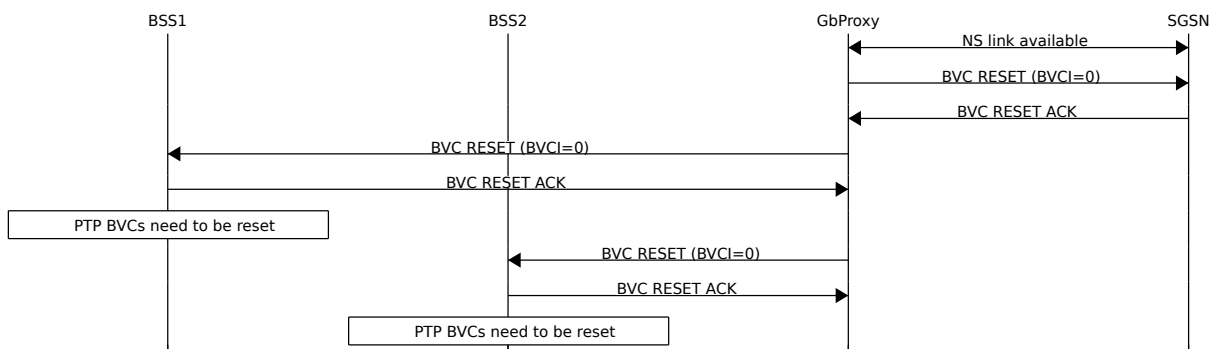 BSS1 BSS2 GbProxy SGSN
NS link available
BVC RESET (BVCI=0)
BVC RESET ACK
BVC RESET (BVCI=0)
BVC RESET ACK
PTP BVCs need to be reset
BVC RESET (BVCI=0)
BVC RESET ACK
PTP BVCs need to be reset